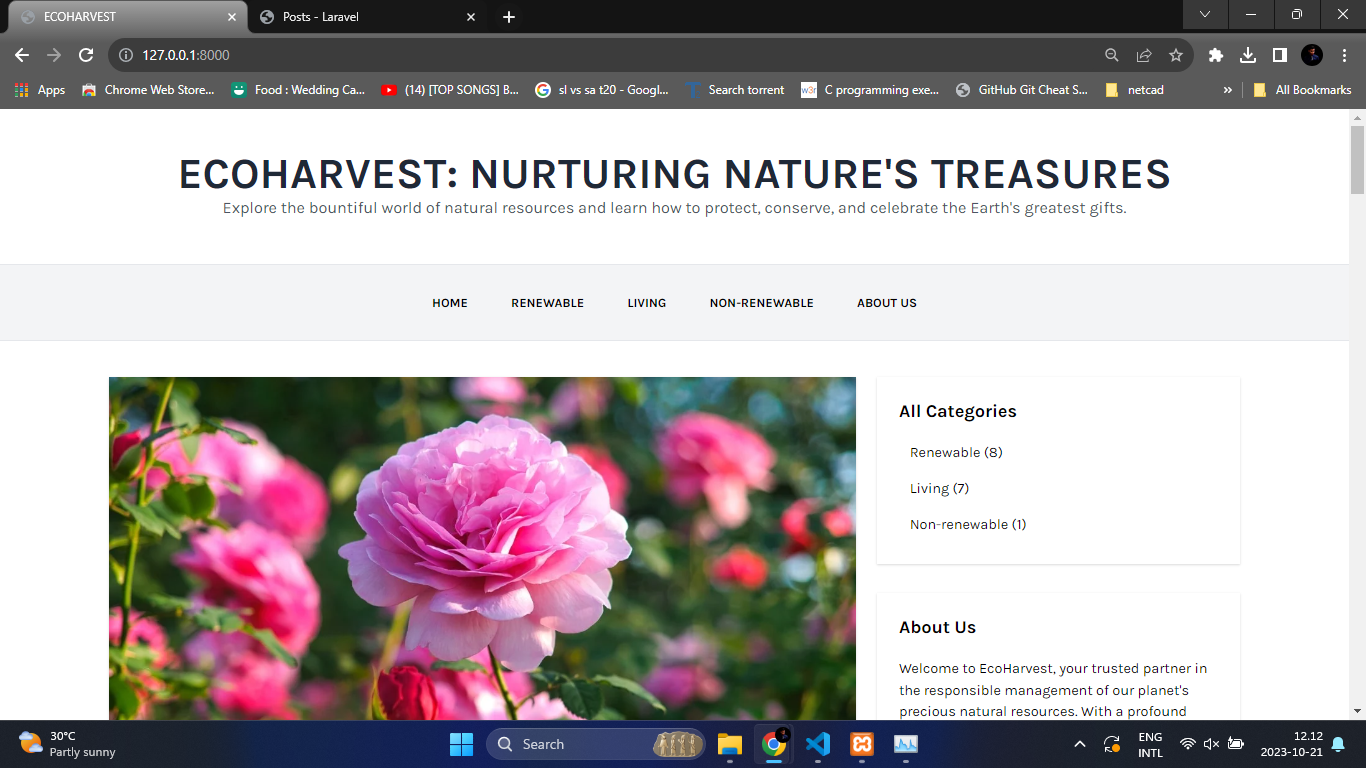 ECOHARVEST
Posts - Laravel
127.0.0.1:8000
Apps
Chrome Web Store...
Food : Wedding Ca...
(14) [TOP SONGS] B...
sl vs sa t20 - Googl...
Search torrent
w3r
C programming exe...
GitHub Git Cheat S...
netcad
»
All Bookmarks
ECOHARVEST: NURTURING NATURE'S TREASURES
Explore the bountiful world of natural resources and learn how to protect, conserve, and celebrate the Earth's greatest gifts.
HOME RENEWABLE LIVING NON-RENEWABLE ABOUT US
All Categories
Renewable (8)
Living (7)
Non-renewable (1)
About Us
Welcome to EcoHarvest, your trusted partner in
the responsible management of our planet's
precious natural resources. With a profound
30°C
Partly sunny
Search
ENG
INTL
12.12
2023-10-21